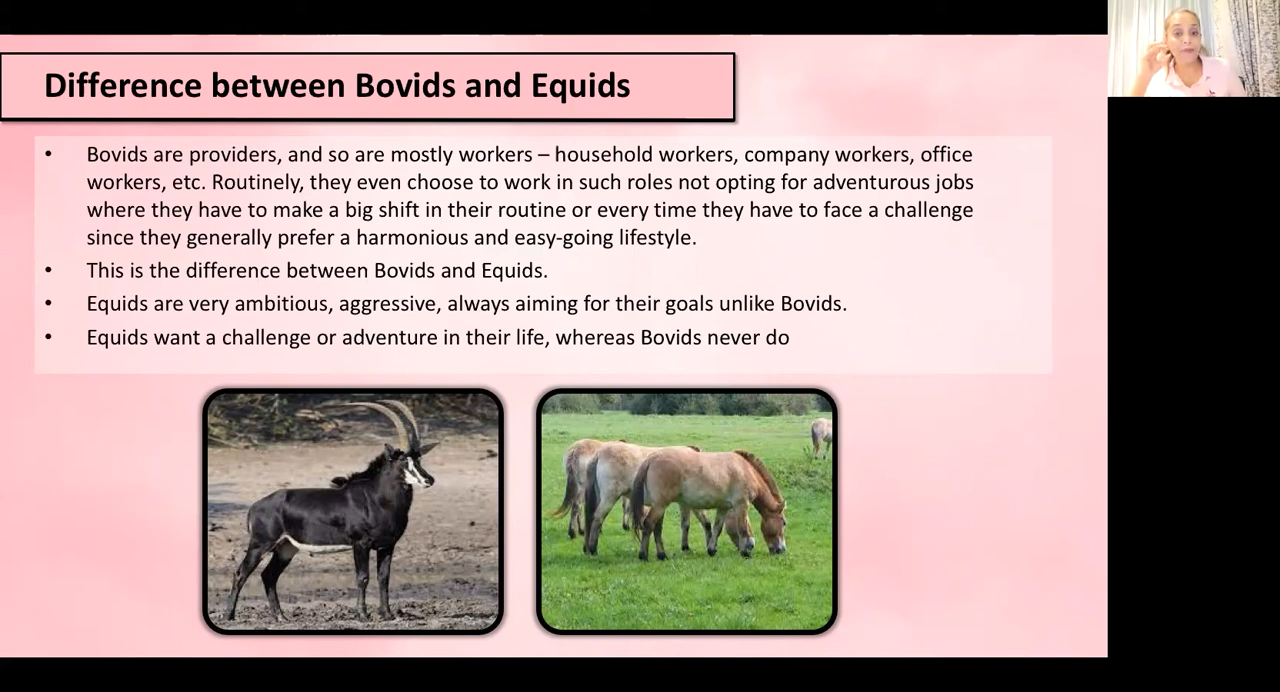 Difference between Bovids and Equids
• Bovids are providers, and so are mostly workers – household workers, company workers, office
workers, etc. Routinely, they even choose to work in such roles not opting for adventurous jobs
where they have to make a big shift in their routine or every time they have to face a challenge
since they generally prefer a harmonious and easy-going lifestyle.
• This is the difference between Bovids and Equids.
• Equids are very ambitious, aggressive, always aiming for their goals unlike Bovids.
• Equids want a challenge or adventure in their life, whereas Bovids never do